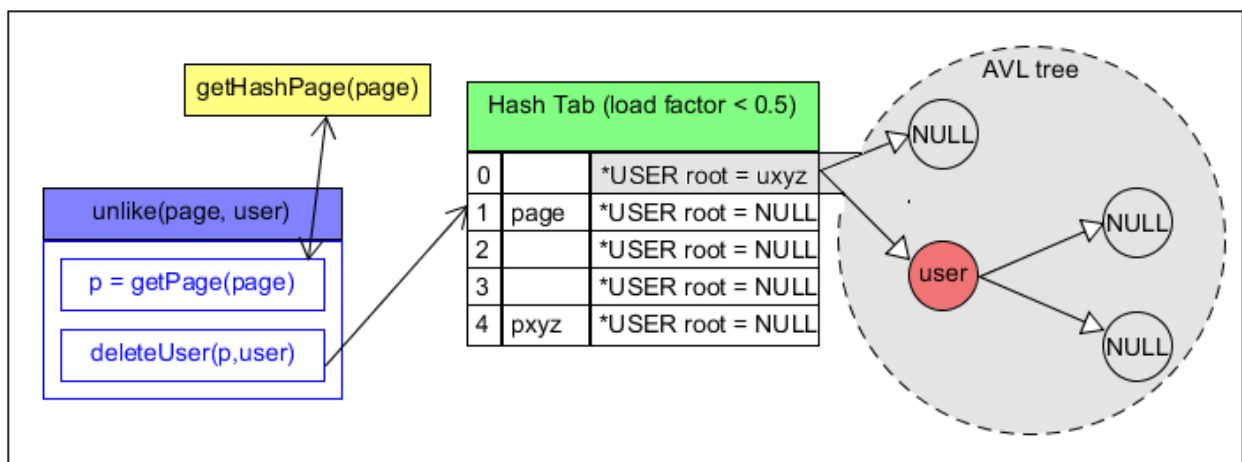 getHashPage(page)
unlike(page, user)
p = getPage(page)
deleteUser(p,user)
Hash Tab (load factor < 0.5)
0 *USER root = uxyz
1 page *USER root = NULL
2 *USER root = NULL
3 *USER root = NULL
4 pxyz *USER root = NULL
AVL tree
NULL
NULL
user
NULL